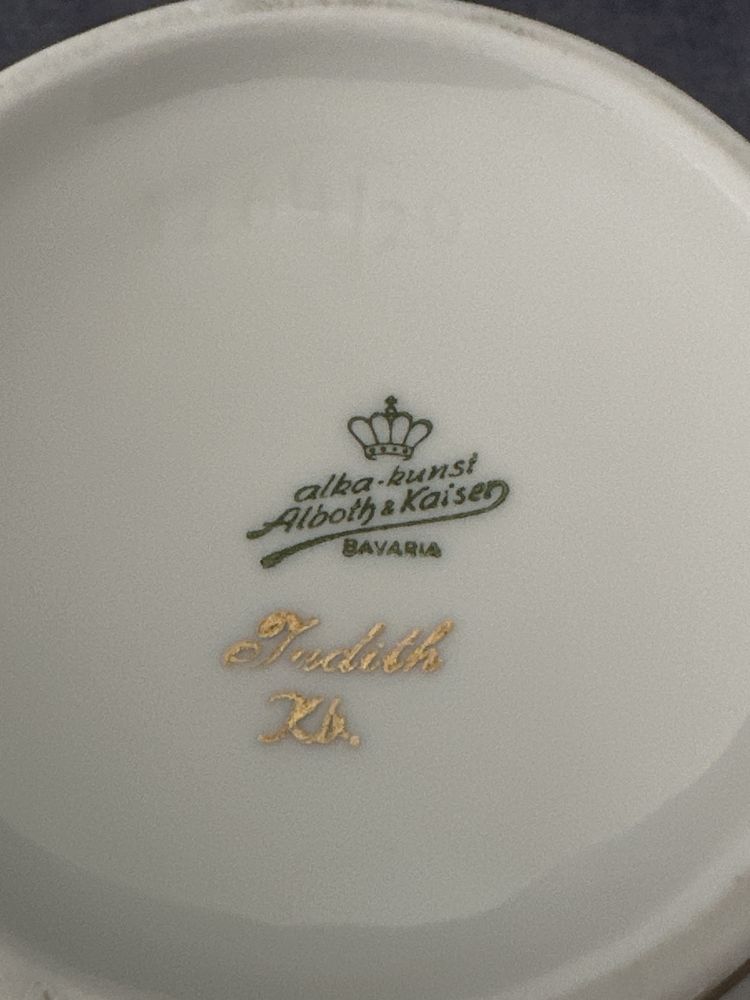 alka-kunst
Alboth & Kaiser
BAVARIA
Judith
Kb.